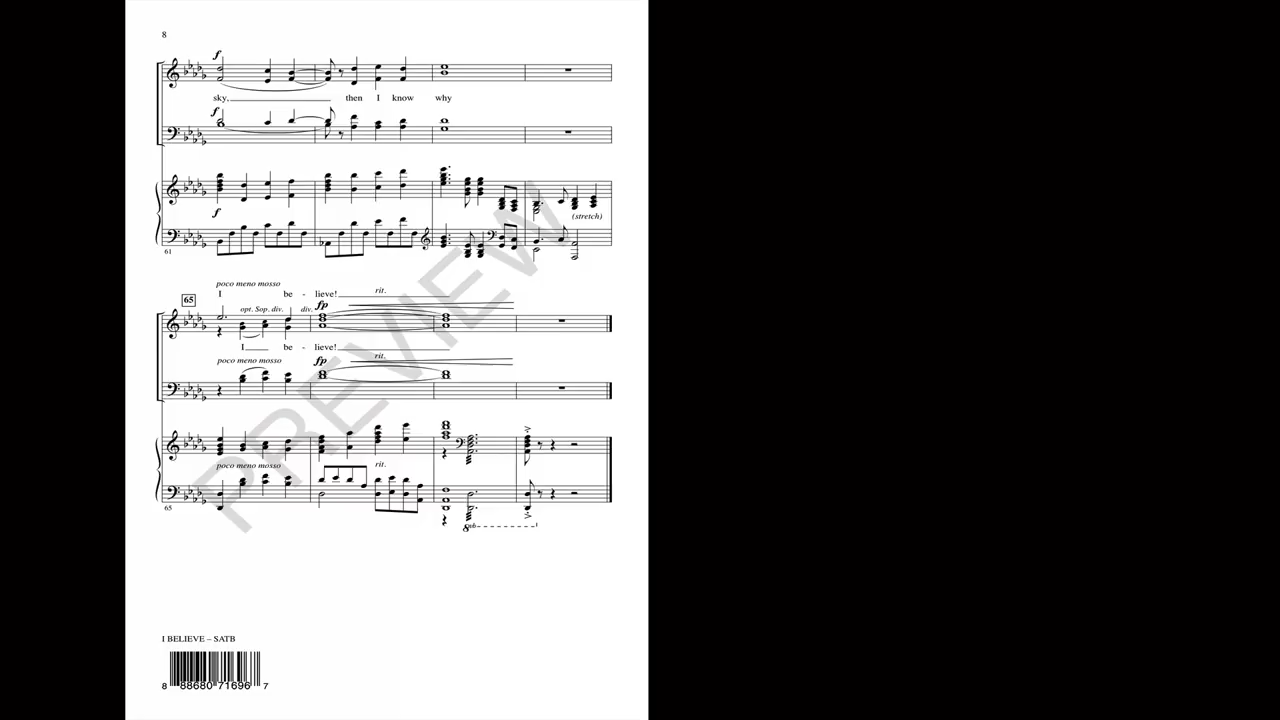 8
f
sky, then I know why
f
f
(stretch)
61
poco meno mosso
I be - lieve! rit.
65
opt. Sop. div. div. fp
I be - lieve!
poco meno mosso fp rit.
poco meno mosso rit.
65
8vb
PREVIEW
I BELIEVE – SATB
8 88680 71696 7